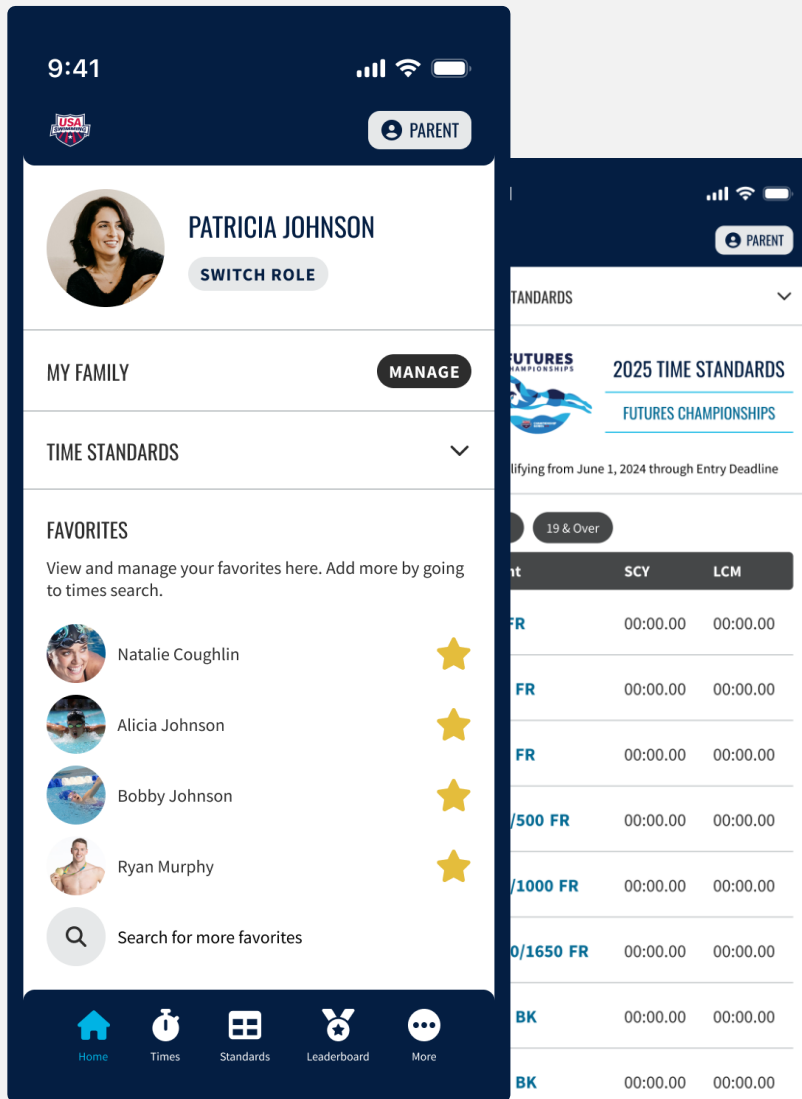 9:41
USA
SWIMMING
PARENT
PATRICIA JOHNSON
SWITCH ROLE
MY FAMILY
MANAGE
TIME STANDARDS
FAVORITES
View and manage your favorites here. Add more by going
to times search.
Natalie Coughlin
Alicia Johnson
Bobby Johnson
Ryan Murphy
Search for more favorites
Home
Times
Standards
Leaderboard
More
PARENT
TANDARDS
FUTURES
HAMPIONSHIPS
2025 TIME STANDARDS
FUTURES CHAMPIONSHIPS
lifying from June 1, 2024 through Entry Deadline
19 & Over
nt SCY LCM
FR 00:00.00 00:00.00
FR 00:00.00 00:00.00
FR 00:00.00 00:00.00
/500 FR 00:00.00 00:00.00
/1000 FR 00:00.00 00:00.00
0/1650 FR 00:00.00 00:00.00
BK 00:00.00 00:00.00
BK 00:00.00 00:00.00